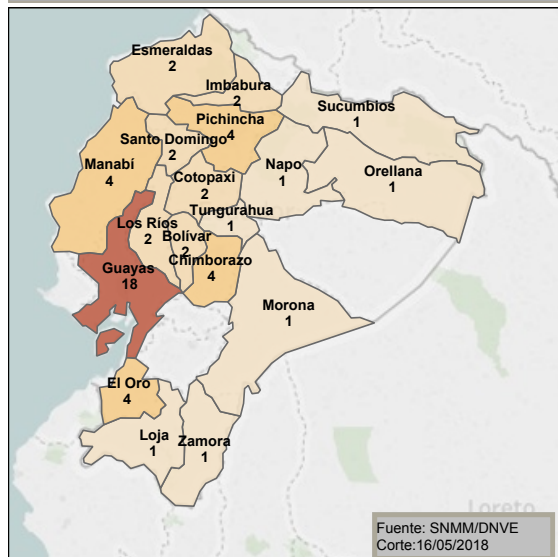 Esmeraldas
2
Imbabura
2
Sucumbios
1
Pichincha
4
Santo Domingo
2
Manabí
4
Napo
1
Orellana
1
Cotopaxi
2
Tungurahua
1
Los Ríos
2
Bolívar
2
Chimborazo
4
Guayas
18
Morona
1
El Oro
4
Loja
1
Zamora
1
Loreto
Fuente: SNMM/DNVE
Corte:16/05/2018